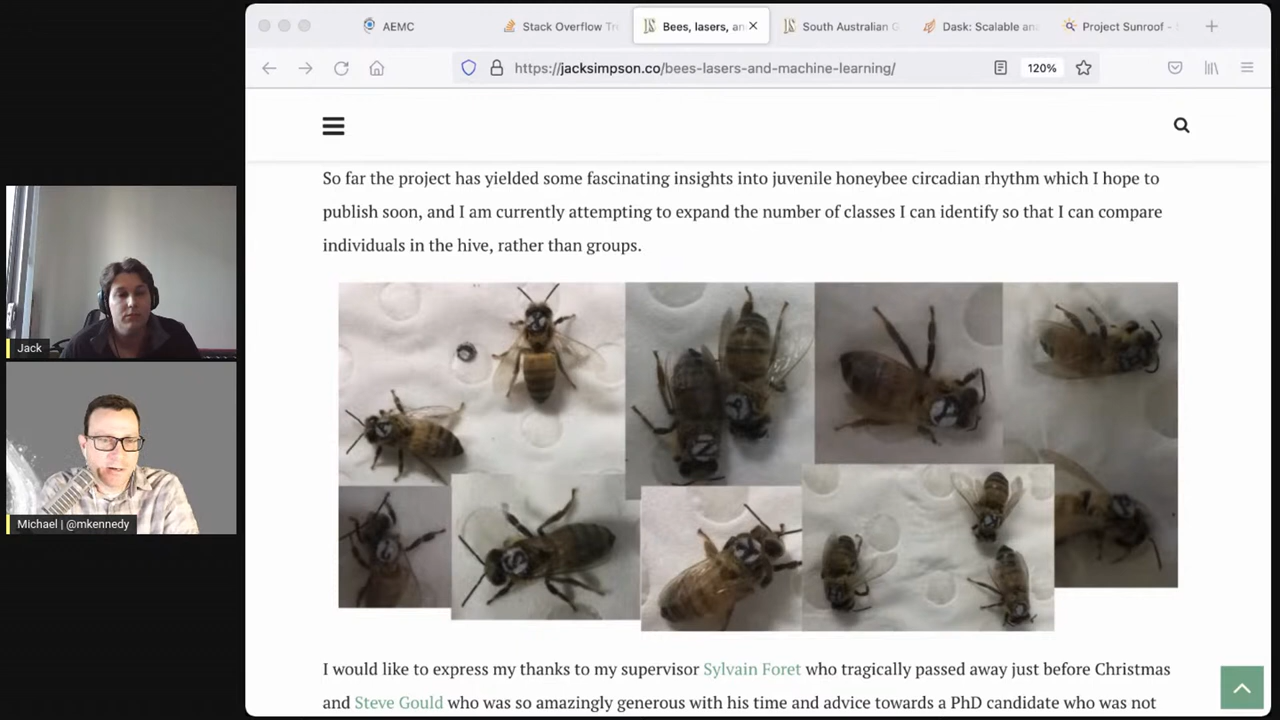 AEMC
Stack Overflow Tr
Bees, lasers, an
South Australian G
Dask: Scalable ana
Project Sunroof - S
https://jacksimpson.co/bees-lasers-and-machine-learning/
120%
So far the project has yielded some fascinating insights into juvenile honeybee circadian rhythm which I hope to
publish soon, and I am currently attempting to expand the number of classes I can identify so that I can compare
individuals in the hive, rather than groups.
Jack
Michael | @mkennedy
I would like to express my thanks to my supervisor Sylvain Foret who tragically passed away just before Christmas
and Steve Gould who was so amazingly generous with his time and advice towards a PhD candidate who was not